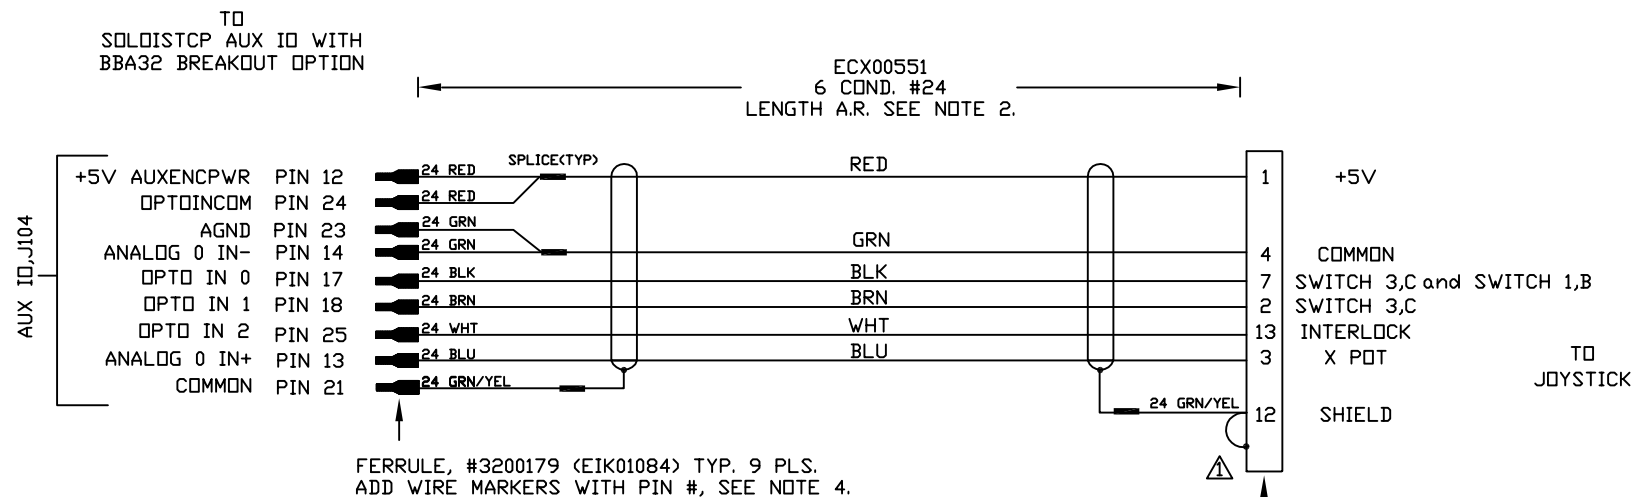 TO
SOLOISTCP AUX IO WITH
BBA32 BREAKOUT OPTION
ECX00551
6 COND. #24
LENGTH A.R. SEE NOTE 2.
AUX IO,J104
+5V AUXENCPWR PIN 12 24 RED SPLICE(TYP) RED 1 +5V
OPTOINCOM PIN 24 24 RED
AGND PIN 23 24 GRN
ANALOG 0 IN- PIN 14 24 GRN GRN 4 COMMON
OPTO IN 0 PIN 17 24 BLK BLK 7 SWITCH 3,C and SWITCH 1,B
OPTO IN 1 PIN 18 24 BRN BRN 2 SWITCH 3,C
OPTO IN 2 PIN 25 24 WHT WHT 13 INTERLOCK
ANALOG 0 IN+ PIN 13 24 BLU BLU 3 X POT
COMMON PIN 21 24 GRN/YEL
24 GRN/YEL 12 SHIELD
TO
JOYSTICK
1
FERRULE, #3200179 (EIK01084) TYP. 9 PLS.
ADD WIRE MARKERS WITH PIN #, SEE NOTE 4.